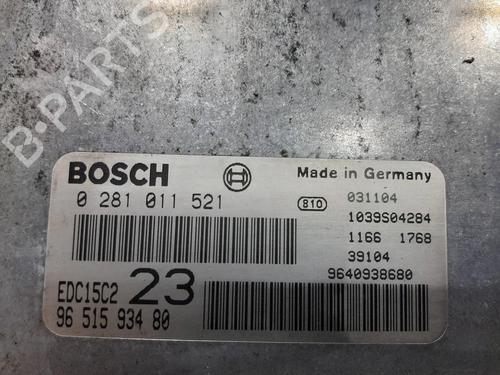 B-PARTS
BOSCH
Made in Germany
0 281 011 521
810
031104
1039S04284
1166 1768
39104
9640938680
EDC15C2 23
96 515 934 80